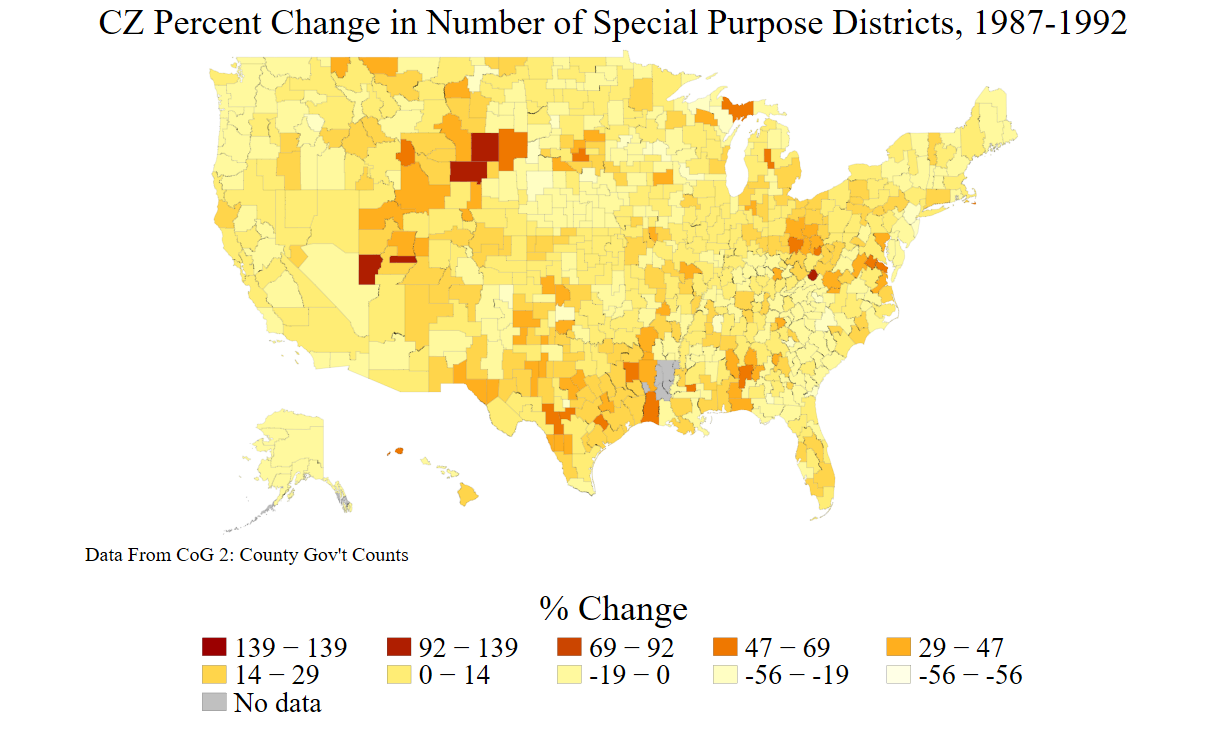 CZ Percent Change in Number of Special Purpose Districts, 1987-1992
Data From CoG 2: County Gov't Counts
% Change
139 − 139 92 − 139 69 − 92 47 − 69 29 − 47
14 − 29 0 − 14 -19 − 0 -56 − -19 -56 − -56
No data